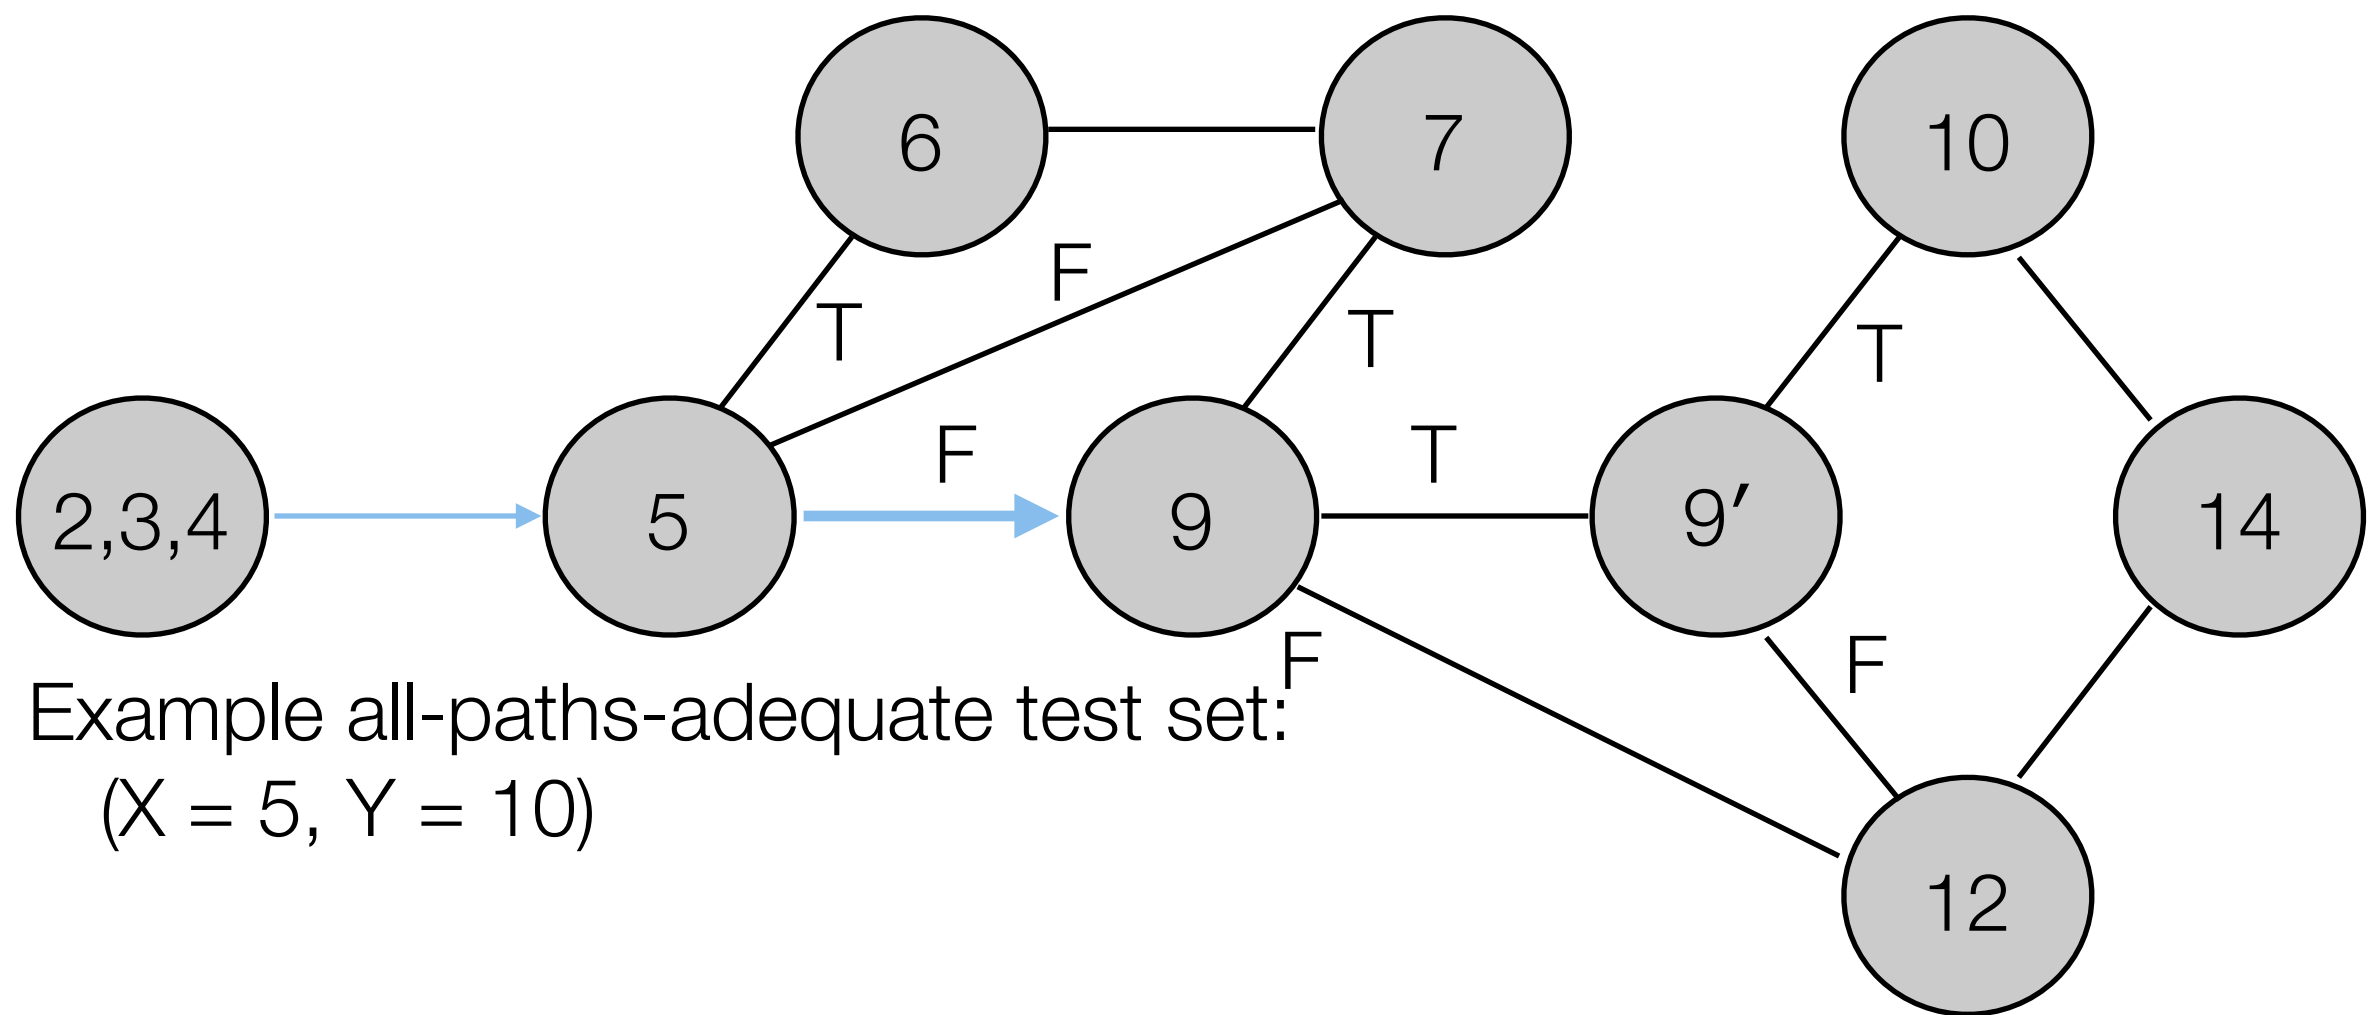 6
7
10
F
T
T
T
F
T
2,3,4
5
9
9′
14
F
F
Example all-paths-adequate test set:
(X = 5, Y = 10)
12